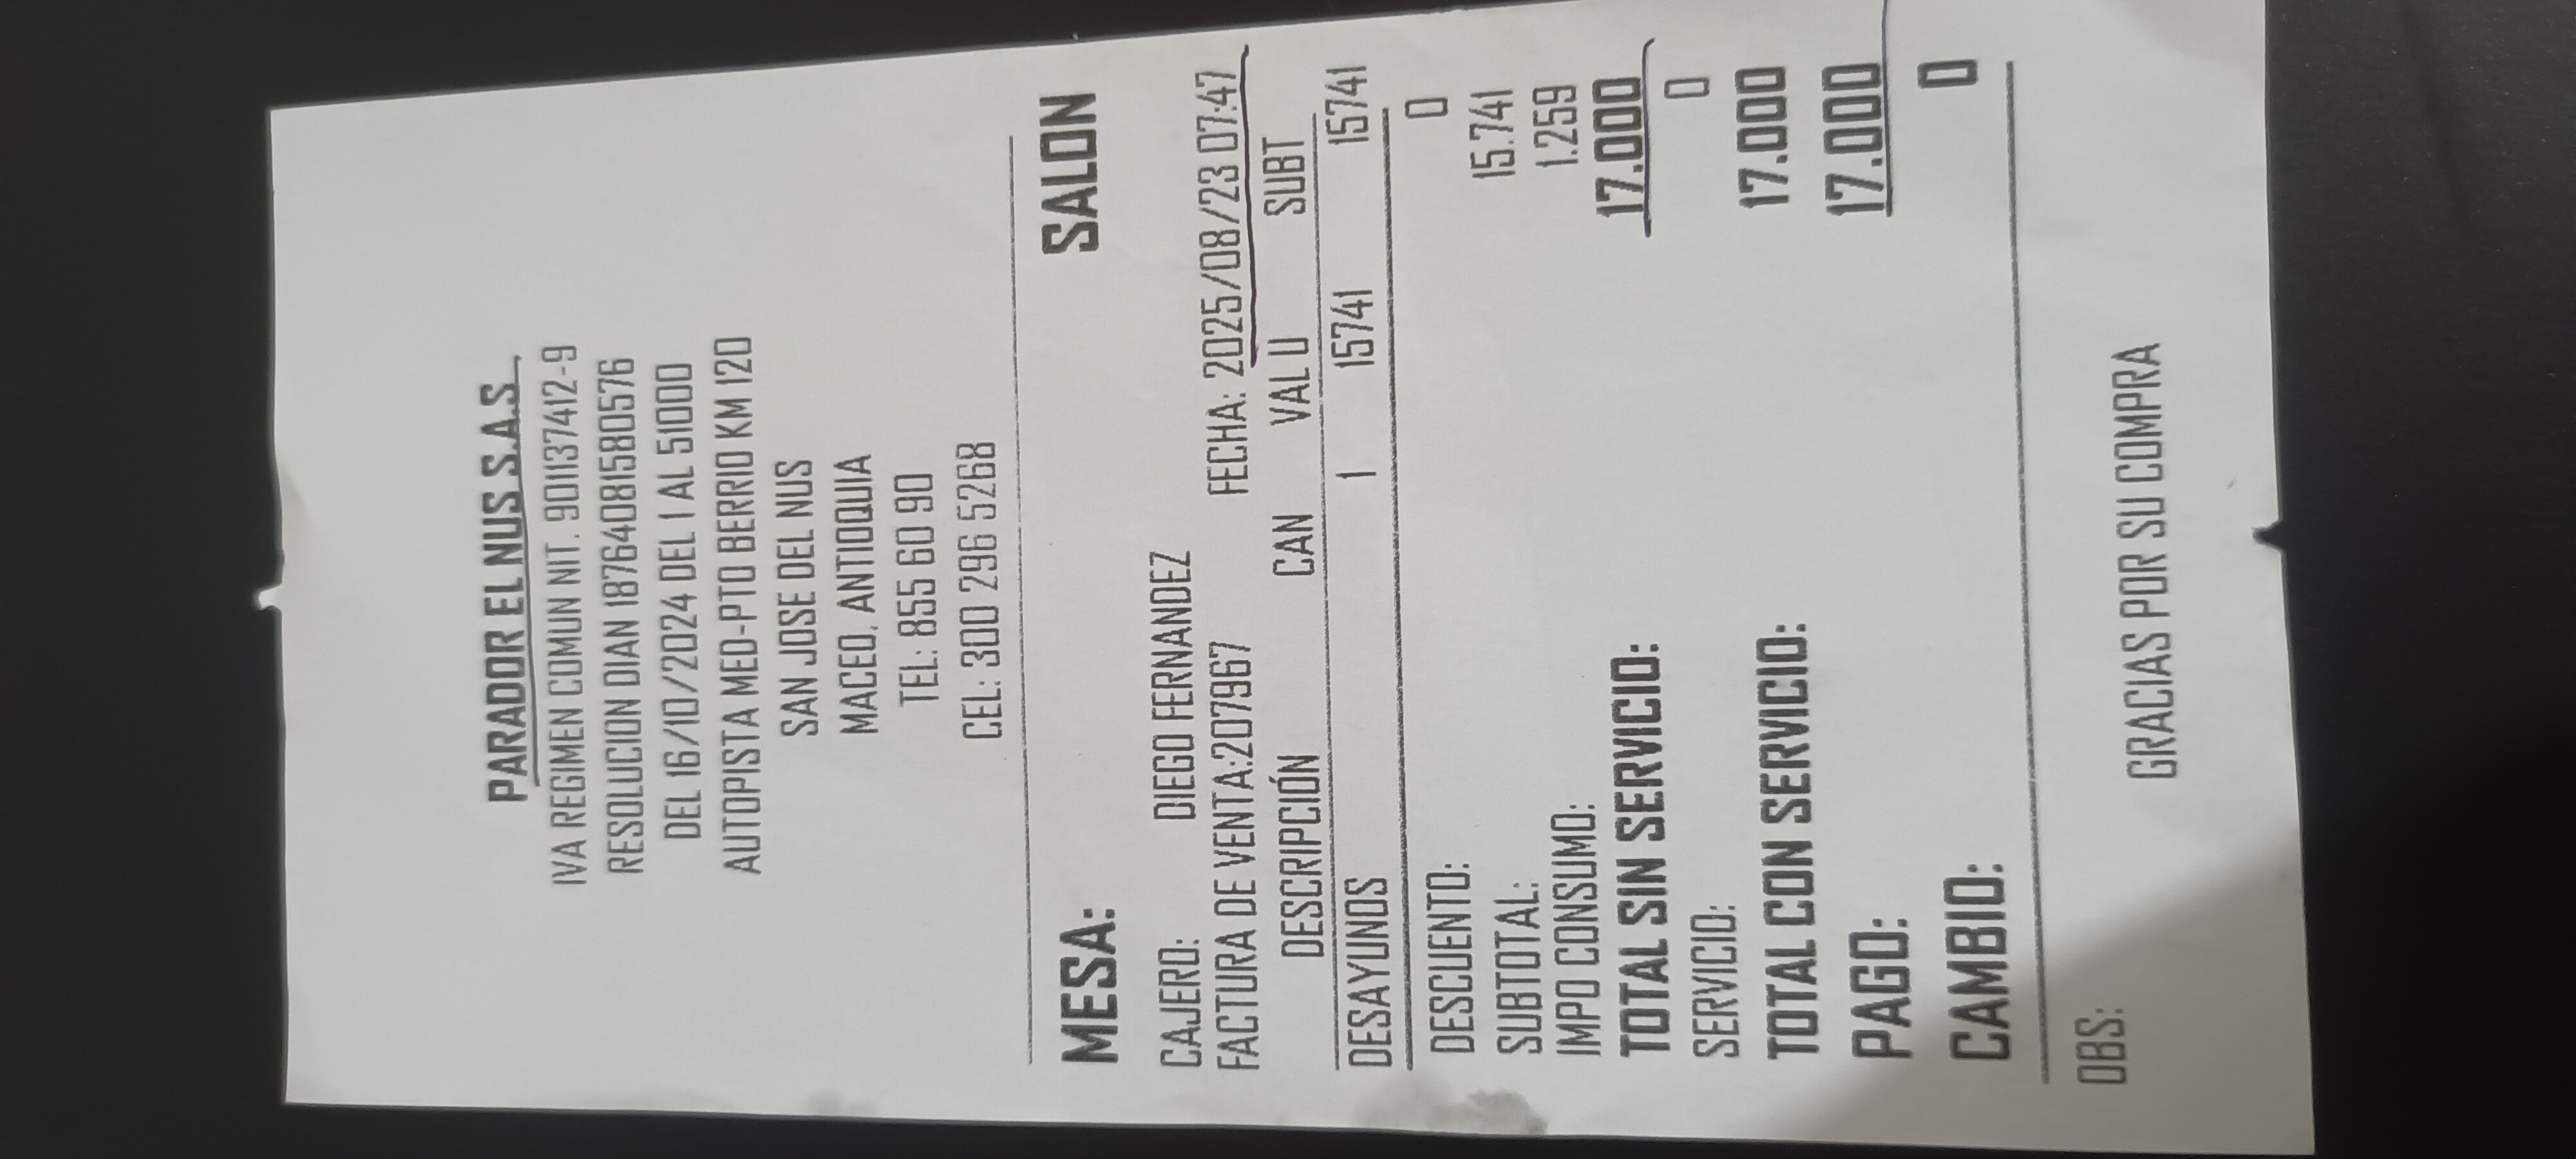 PARADOR EL NUS S.A.S
IVA REGIMEN COMUN NIT. 901137412-9
RESOLUCION DIAN 18764081580576
DEL 16/10/2024 DEL 1 AL 51000
AUTOPISTA MED-PTO BERRIO KM 120
SAN JOSE DEL NUS
MACEO, ANTIOQUIA
TEL: 855 60 90
CEL: 300 296 5268
MESA: SALON
CAJERO: DIEGO FERNANDEZ
FACTURA DE VENTA:207967 FECHA: 2025/08/23 07:47
DESCRIPCIÓN CAN VAL U SUBT
DESAYUNOS 1 15741 15741
DESCUENTO: 0
SUBTOTAL: 15.741
IMPO CONSUMO: 1.259
TOTAL SIN SERVICIO: 17.000
SERVICIO: 0
TOTAL CON SERVICIO: 17.000
PAGO: 17.000
CAMBIO: 0
OBS:
GRACIAS POR SU COMPRA